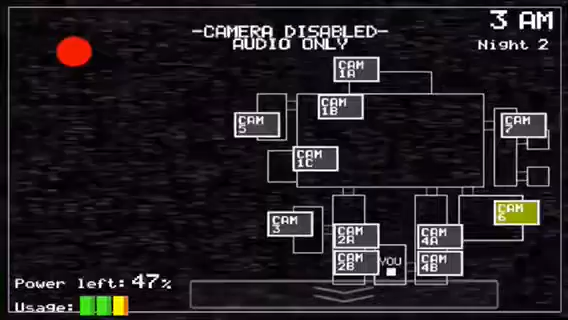 3 AM
-CAMERA DISABLED-
AUDIO ONLY
Night 2
CAM
1A
CAM
1B
CAM
5
CAM
7
CAM
1C
CAM
6
CAM
3
CAM
2A
CAM
4A
CAM
2B
YOU
CAM
4B
Power left: 47%
Usage: